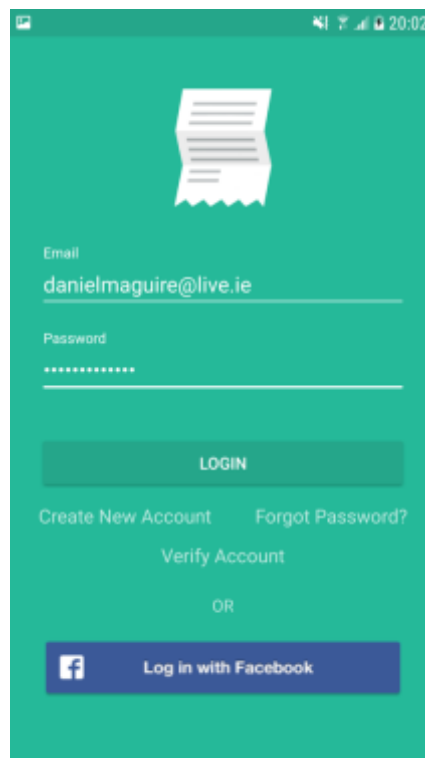 20:02
Email
danielmaguire@live.ie
Password
•••••••••••••
LOGIN
Create New Account Forgot Password?
Verify Account
OR
f Log in with Facebook